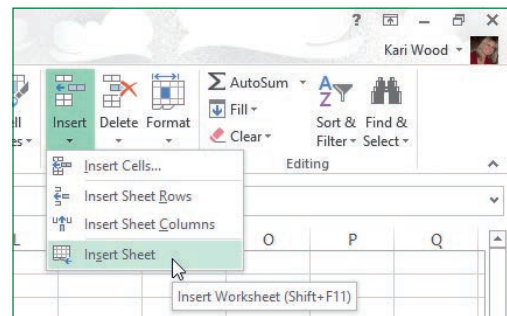 ?
Kari Wood
Insert Delete Format
AutoSum
Fill
Clear
Sort & Find &
Filter Select
Editing
Insert Cells...
Insert Sheet Rows
Insert Sheet Columns
Insert Sheet
O P Q
Insert Worksheet (Shift+F11)